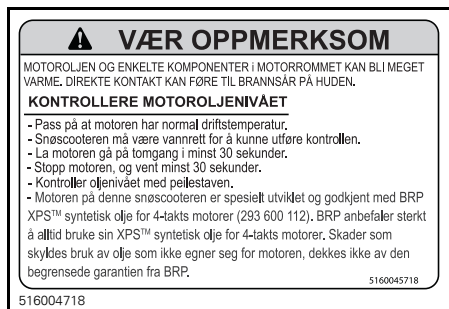 VÆR OPPMERKSOM
MOTOROLJEN OG ENKELTE KOMPONENTER i MOTORROMMET KAN BLI MEGET
VARME. DIREKTE KONTAKT KAN FØRE TIL BRANNSÅR PÅ HUDEN.
KONTROLLERE MOTOROLJENIVÅET
- Pass på at motoren har normal driftstemperatur.
- Snøscooteren må være vannrett for å kunne utføre kontrollen.
- La motoren gå på tomgang i minst 30 sekunder.
- Stopp motoren, og vent minst 30 sekunder.
- Kontroller oljenivået med peilestaven.
- Motoren på denne snøscooteren er spesielt utviklet og godkjent med BRP
XPS™ syntetisk olje for 4-takts motorer (293 600 112). BRP anbefaler sterkt
å alltid bruke sin XPS™ syntetisk olje for 4-takts motorer. Skader som
skyldes bruk av olje som ikke egner seg for motoren, dekkes ikke av den
begrensede garantien fra BRP.
5160045718
516004718